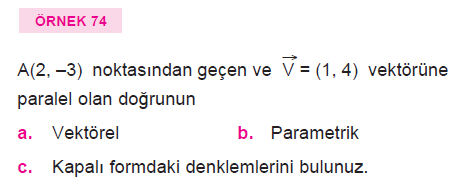 ÖRNEK 74
A(2, –3) noktasından geçen ve V⃗ = (1, 4) vektörüne
paralel olan doğrunun
a. Vektörel b. Parametrik
c. Kapalı formdaki denklemlerini bulunuz.